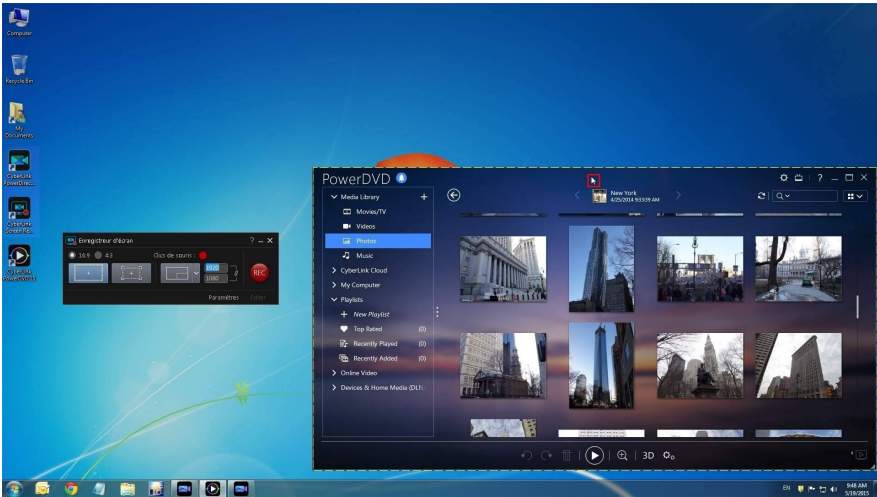 Computer
Recycle Bin
My
Documents
CyberLink
PowerDirec...
CyberLink
Screen Re...
CyberLink
PowerDVD 15
Enregistreur d'écran
? – ×
16:9
4:3
Clics de souris :
1920
1080
REC
Paramètres
Editer
PowerDVD
New York
4/25/2014 9:33:39 AM
Media Library
+
Movies/TV
Videos
Photos
Music
CyberLink Cloud
My Computer
Playlists
+ New Playlist
Top Rated (0)
Recently Played (0)
Recently Added (0)
Online Video
Devices & Home Media (DLN
3D
EN
9:48 AM
5/19/2015